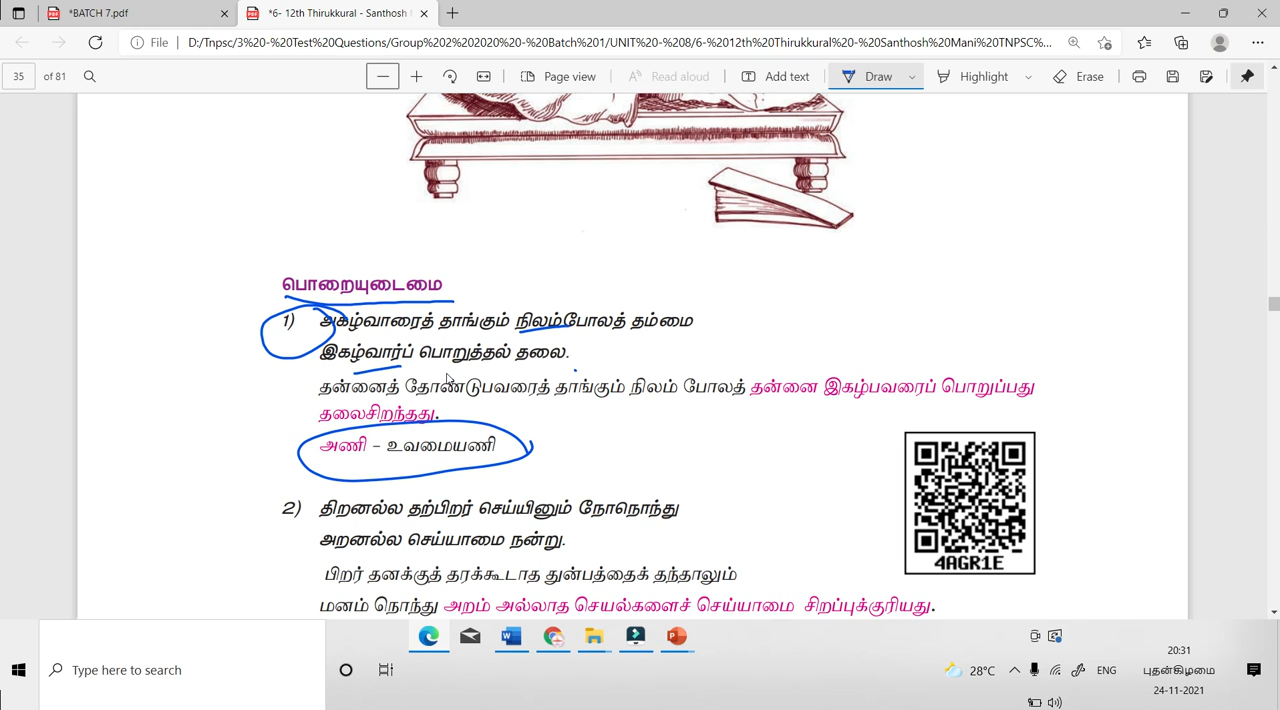 *BATCH 7.pdf
*6- 12th Thirukkural - Santhosh
File
D:/Tnpsc/3%20-%20Test%20Questions/Group%202%202020%20-%20Batch%201/UNIT%20-%208/6-%2012th%20Thirukkural%20-%20Santhosh%20Mani%20TNPSC%...
35 of 81
Page view
Read aloud
Add text
Draw
Highlight
Erase
பொறையுடைமை
1) அகழ்வாரைத் தாங்கும் நிலம்போலத் தம்மை
இகழ்வார்ப் பொறுத்தல் தலை.
தன்னைத் தோண்டுபவரைத் தாங்கும் நிலம் போலத் தன்னை இகழ்பவரைப் பொறுப்பது
தலைசிறந்தது.
அணி – உவமையணி
4AGR1E
2) திறனல்ல தற்பிறர் செய்யினும் நோநொந்து
அறனல்ல செய்யாமை நன்று.
பிறர் தனக்குத் தரக்கூடாத துன்பத்தைக் தந்தாலும்
மனம் நொந்து அறம் அல்லாத செயல்களைச் செய்யாமை சிறப்புக்குரியது.
Type here to search
28°C
ENG
20:31
புதன்கிழமை
24-11-2021